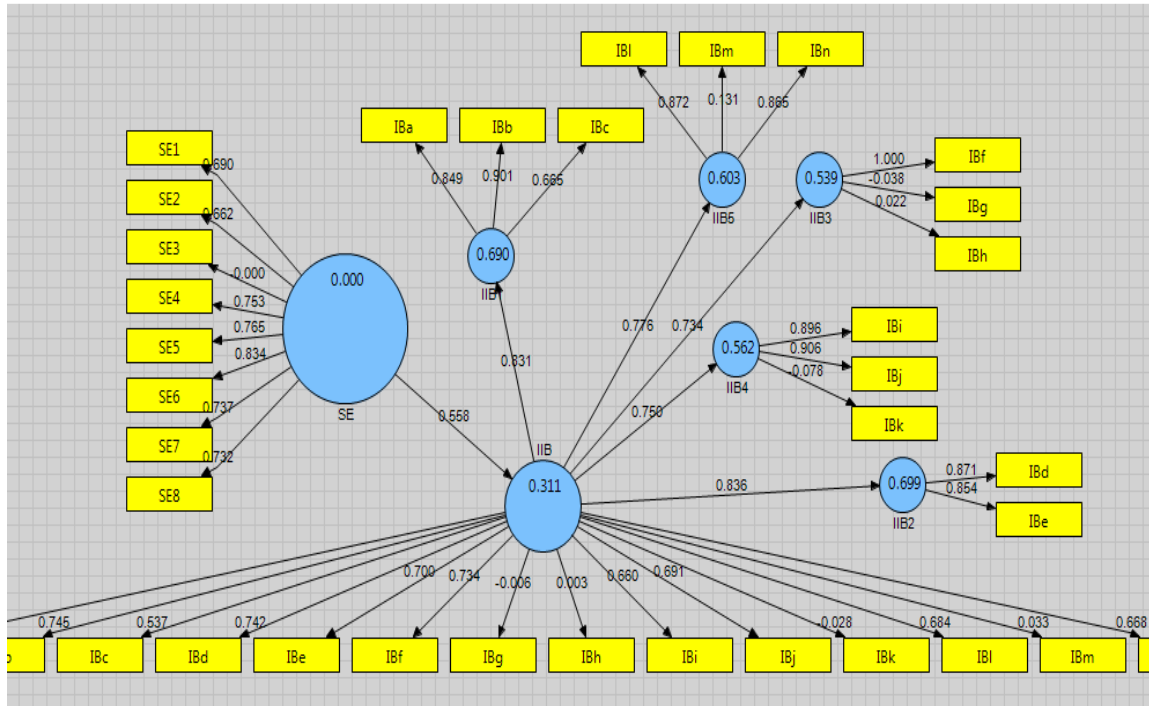 IBl IBm IBn
0.872 0.131 0.865
IBa IBb IBc
0.849 0.901 0.665
SE1
0.690
SE2
0.662
SE3
-0.000
SE4
0.753
SE5
0.765
SE6
0.834
SE7
0.737
SE8
0.732
0.000
SE
0.690
IIB
0.603
IIB5
0.539
IIB3
1.000 IBf
-0.038 IBg
0.022 IBh
0.562
IIB4
0.896 IBi
0.906 IBj
-0.078 IBk
0.776 0.734
0.831
0.750
0.558
IIB
0.311
0.836
0.699
IIB2
0.871 IBd
0.854 IBe
0.745 0.537 0.742 0.700 0.734 -0.006 0.003 0.660 0.691 -0.028 0.684 0.033 0.668
IBc IBd IBe IBf IBg IBh IBi IBj IBk IBl IBm